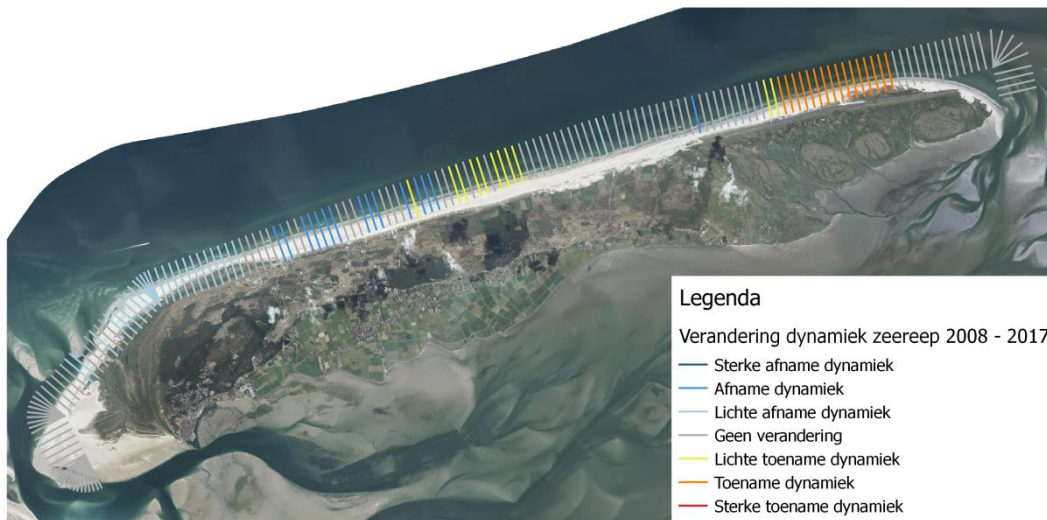 Legenda
Verandering dynamiek zeereep 2008 - 2017
Sterke afname dynamiek
Afname dynamiek
Lichte afname dynamiek
Geen verandering
Lichte toename dynamiek
Toename dynamiek
Sterke toename dynamiek